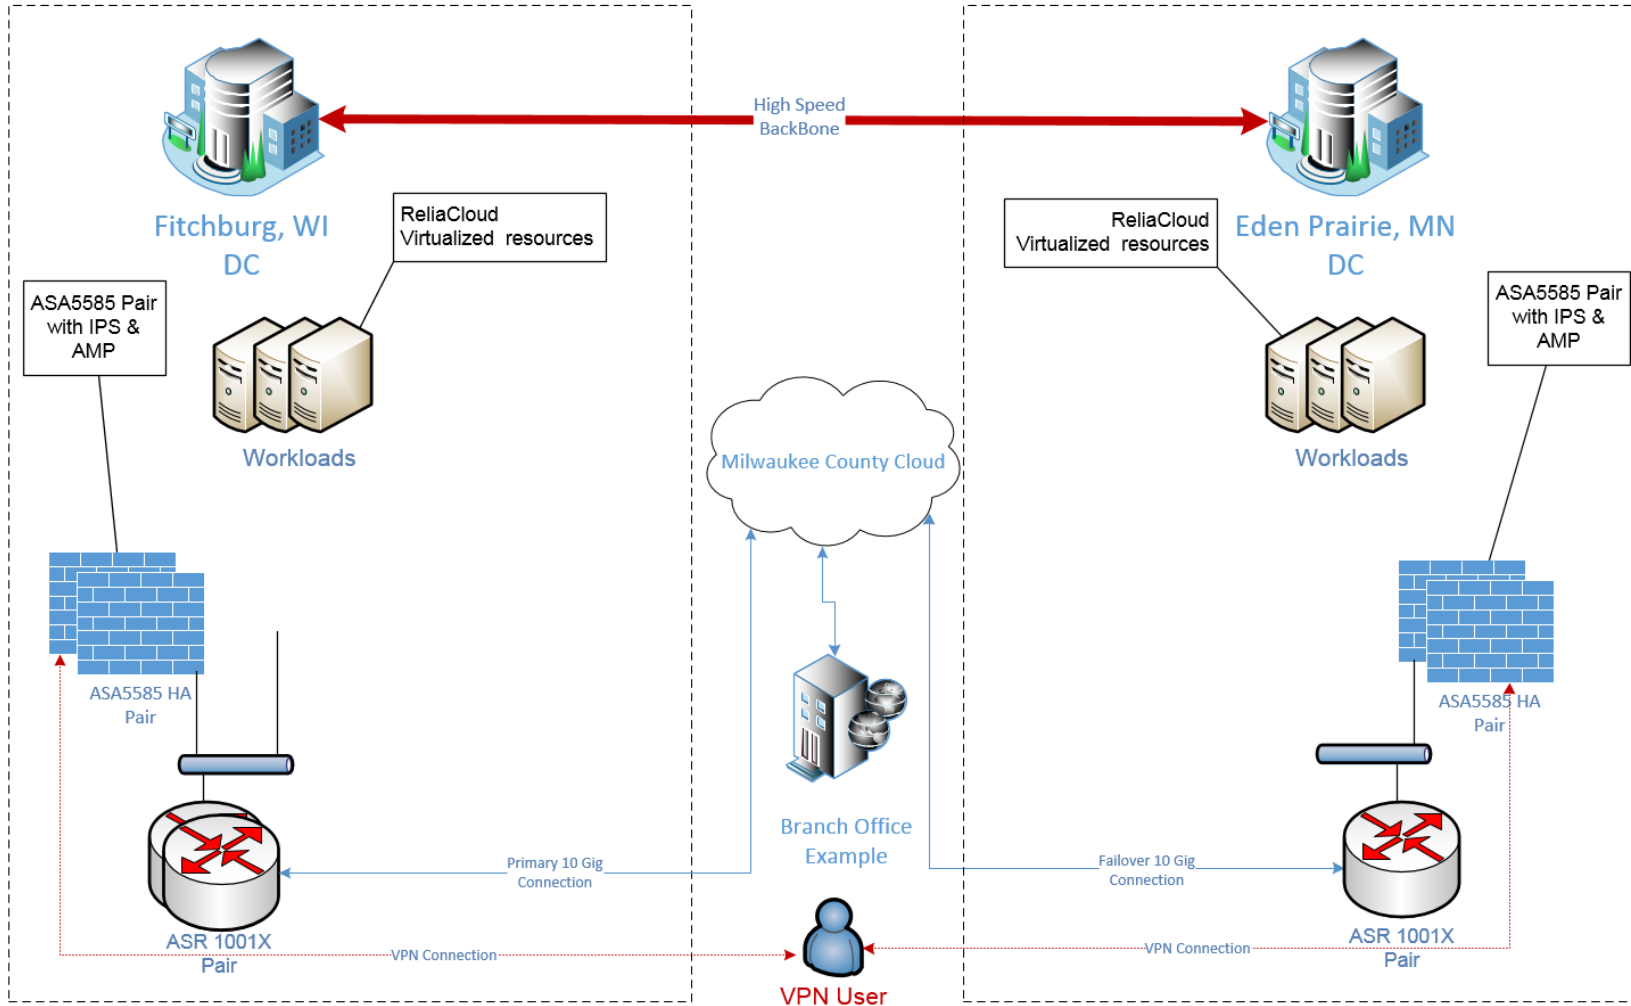 High Speed
BackBone
Fitchburg, WI
DC
Eden Prairie, MN
DC
ReliaCloud
Virtualized resources
ReliaCloud
Virtualized resources
ASA5585 Pair
with IPS &
AMP
ASA5585 Pair
with IPS &
AMP
Workloads
Workloads
Milwaukee County Cloud
ASA5585 HA
Pair
ASA5585 HA
Pair
Branch Office
Example
Primary 10 Gig
Connection
Failover 10 Gig
Connection
ASR 1001X
Pair
ASR 1001X
Pair
VPN Connection
VPN Connection
VPN User